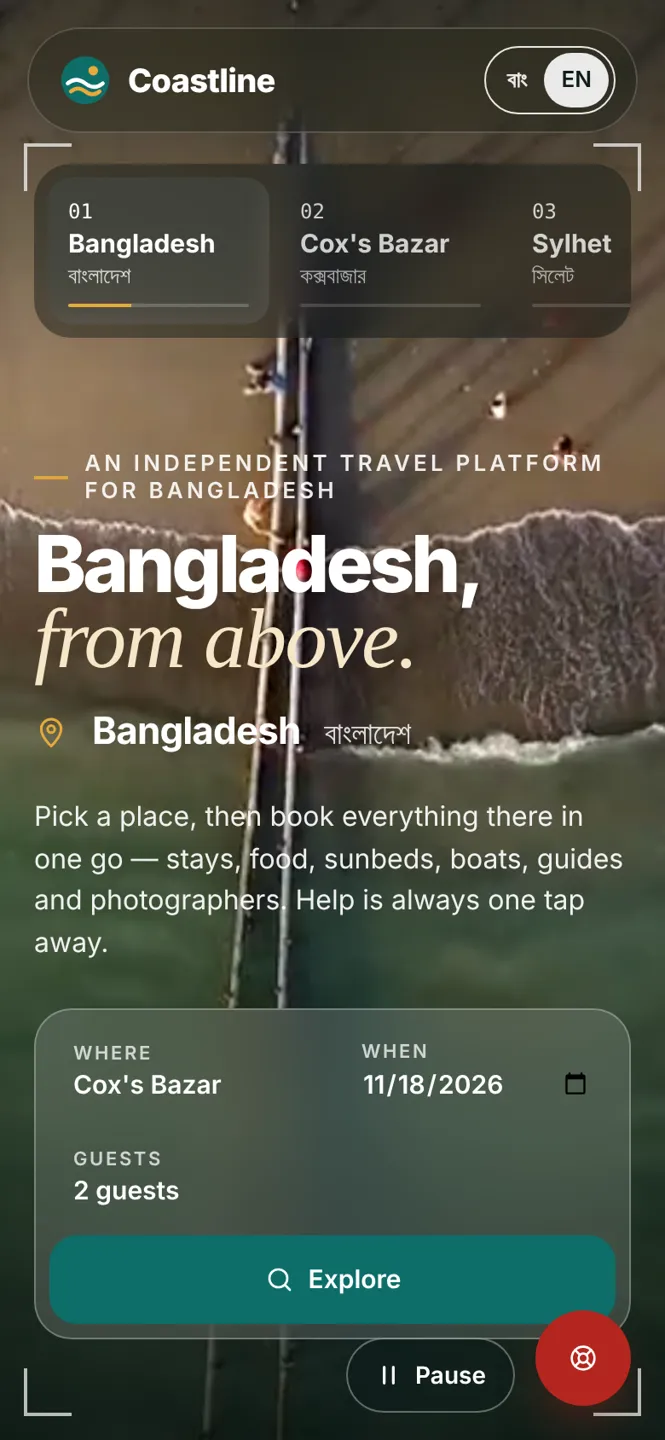 Coastline
বাং
EN
01
Bangladesh
বাংলাদেশ
02
Cox's Bazar
কক্সবাজার
03
Sylhet
সিলেট
AN INDEPENDENT TRAVEL PLATFORM
FOR BANGLADESH
Bangladesh,
from above.
Bangladesh বাংলাদেশ
Pick a place, then book everything there in
one go — stays, food, sunbeds, boats, guides
and photographers. Help is always one tap
away.
WHERE
Cox's Bazar
WHEN
11/18/2026
GUESTS
2 guests
Explore
Pause